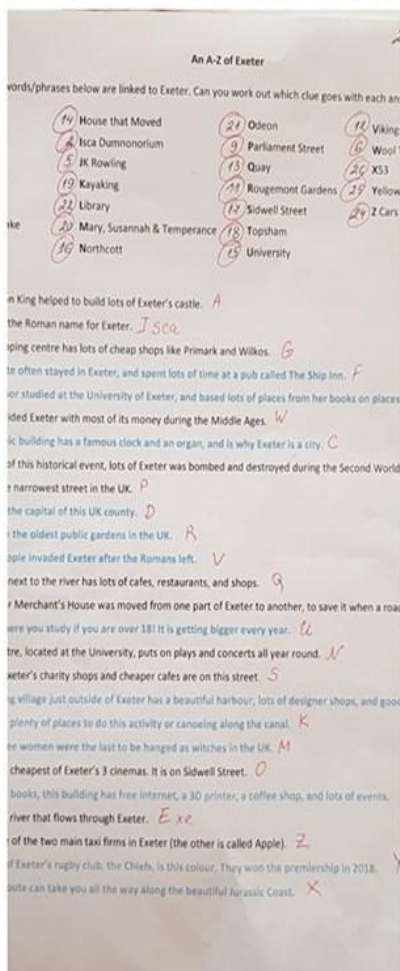 An A-Z of Exeter
words/phrases below are linked to Exeter. Can you work out which clue goes with each an
14 House that Moved 21 Odeon 12 Viking
2 Isca Dumnonorium 9 Parliament Street 6 Wool
5 JK Rowling 13 Quay 26 X53
19 Kayaking 11 Rougemont Gardens 25 Yellow
22 Library 17 Sidwell Street 24 Z Cars
ake 20 Mary, Susannah & Temperance 18 Topsham
16 Northcott 15 University
n King helped to build lots of Exeter's castle. A
the Roman name for Exeter. Isca
ping centre has lots of cheap shops like Primark and Wilkos. G
te often stayed in Exeter, and spent lots of time at a pub called The Ship Inn. F
or studied at the University of Exeter, and based lots of places from her books on places
ided Exeter with most of its money during the Middle Ages. W
ic building has a famous clock and an organ, and is why Exeter is a city. C
of this historical event, lots of Exeter was bombed and destroyed during the Second World
e narrowest street in the UK. P
the capital of this UK county. D
the oldest public gardens in the UK. R
ople invaded Exeter after the Romans left. V
next to the river has lots of cafes, restaurants, and shops. Q
r Merchant's House was moved from one part of Exeter to another, to save it when a roa
ere you study if you are over 18! It is getting bigger every year. U
tre, located at the University, puts on plays and concerts all year round. N
xeter's charity shops and cheaper cafes are on this street. S
ng village just outside of Exeter has a beautiful harbour, lots of designer shops, and good
plenty of places to do this activity or canoeing along the canal. K
ee women were the last to be hanged as witches in the UK. M
cheapest of Exeter's 3 cinemas. It is on Sidwell Street. O
books, this building has free internet, a 3D printer, a coffee shop, and lots of events.
river that flows through Exeter. Exe
of the two main taxi firms in Exeter (the other is called Apple). Z
of Exeter's rugby club, the Chiefs, is this colour. They won the premiership in 2018. Y
oute can take you all the way along the beautiful Jurassic Coast. X